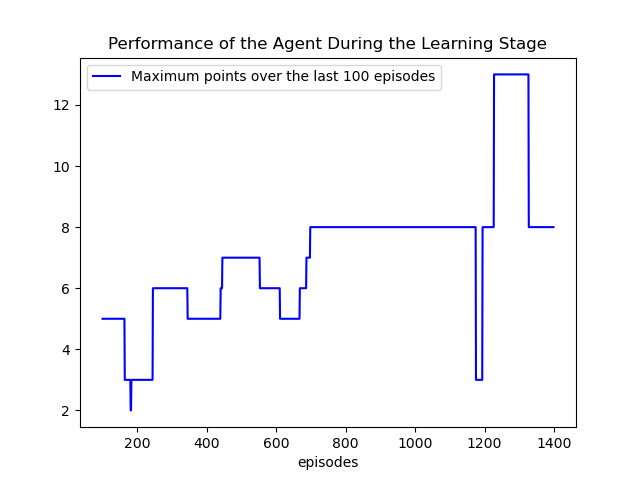 Performance of the Agent During the Learning Stage
Maximum points over the last 100 episodes
12
10
8
6
4
2
200 400 600 800 1000 1200 1400
episodes